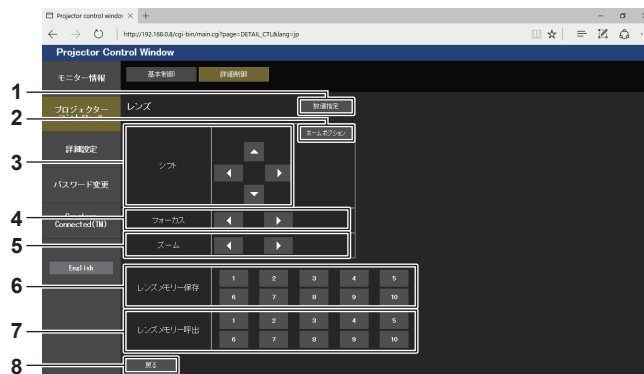 Projector control windov
http://192.168.0.8/cgi-bin/main.cgi?page=DETAIL_CTL&lang=jp
Projector Control Window
モニター情報
基本制御
詳細制御
1
プロジェクター
レンズ
数値指定
2
ホームポジション
3
シフト
詳細設定
パスワード変更
4
フォーカス
Connected(TM)
5
ズーム
English
6
レンズメモリー保存
1 2 3 4 5
6 7 8 9 10
7
レンズメモリー呼出
1 2 3 4 5
6 7 8 9 10
8
戻る